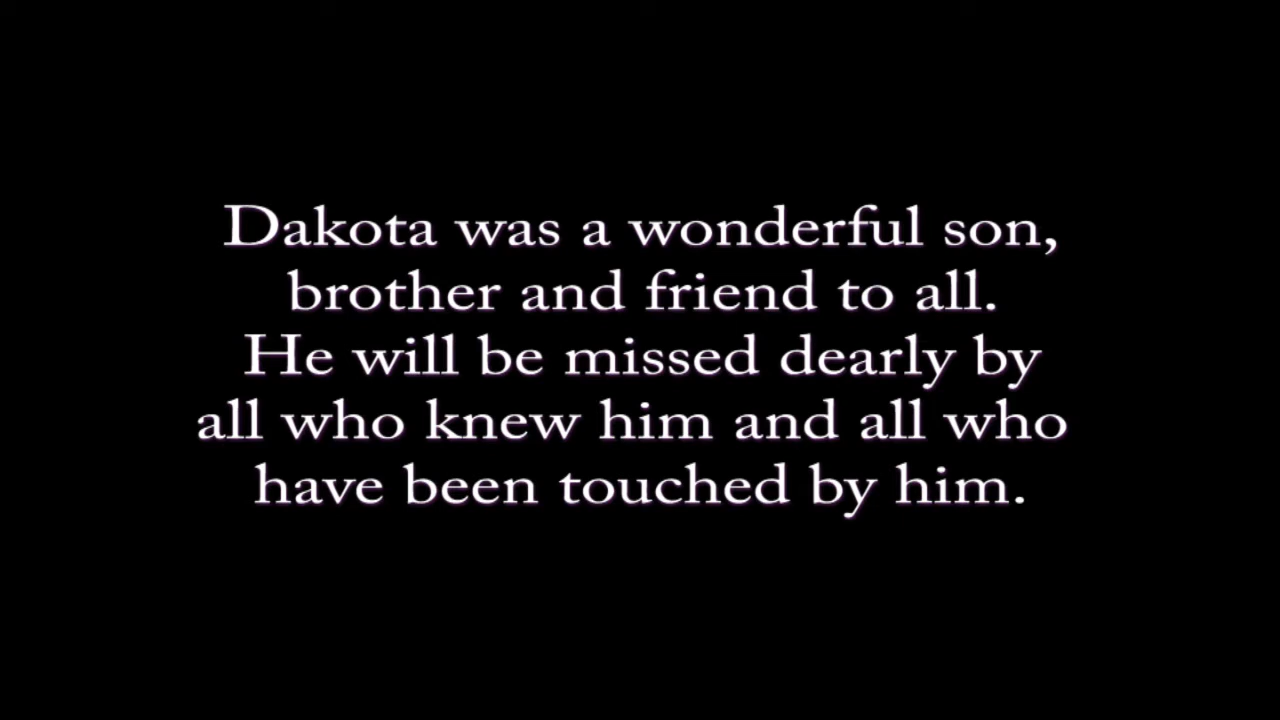 Dakota was a wonderful son,
brother and friend to all.
He will be missed dearly by
all who knew him and all who
have been touched by him.